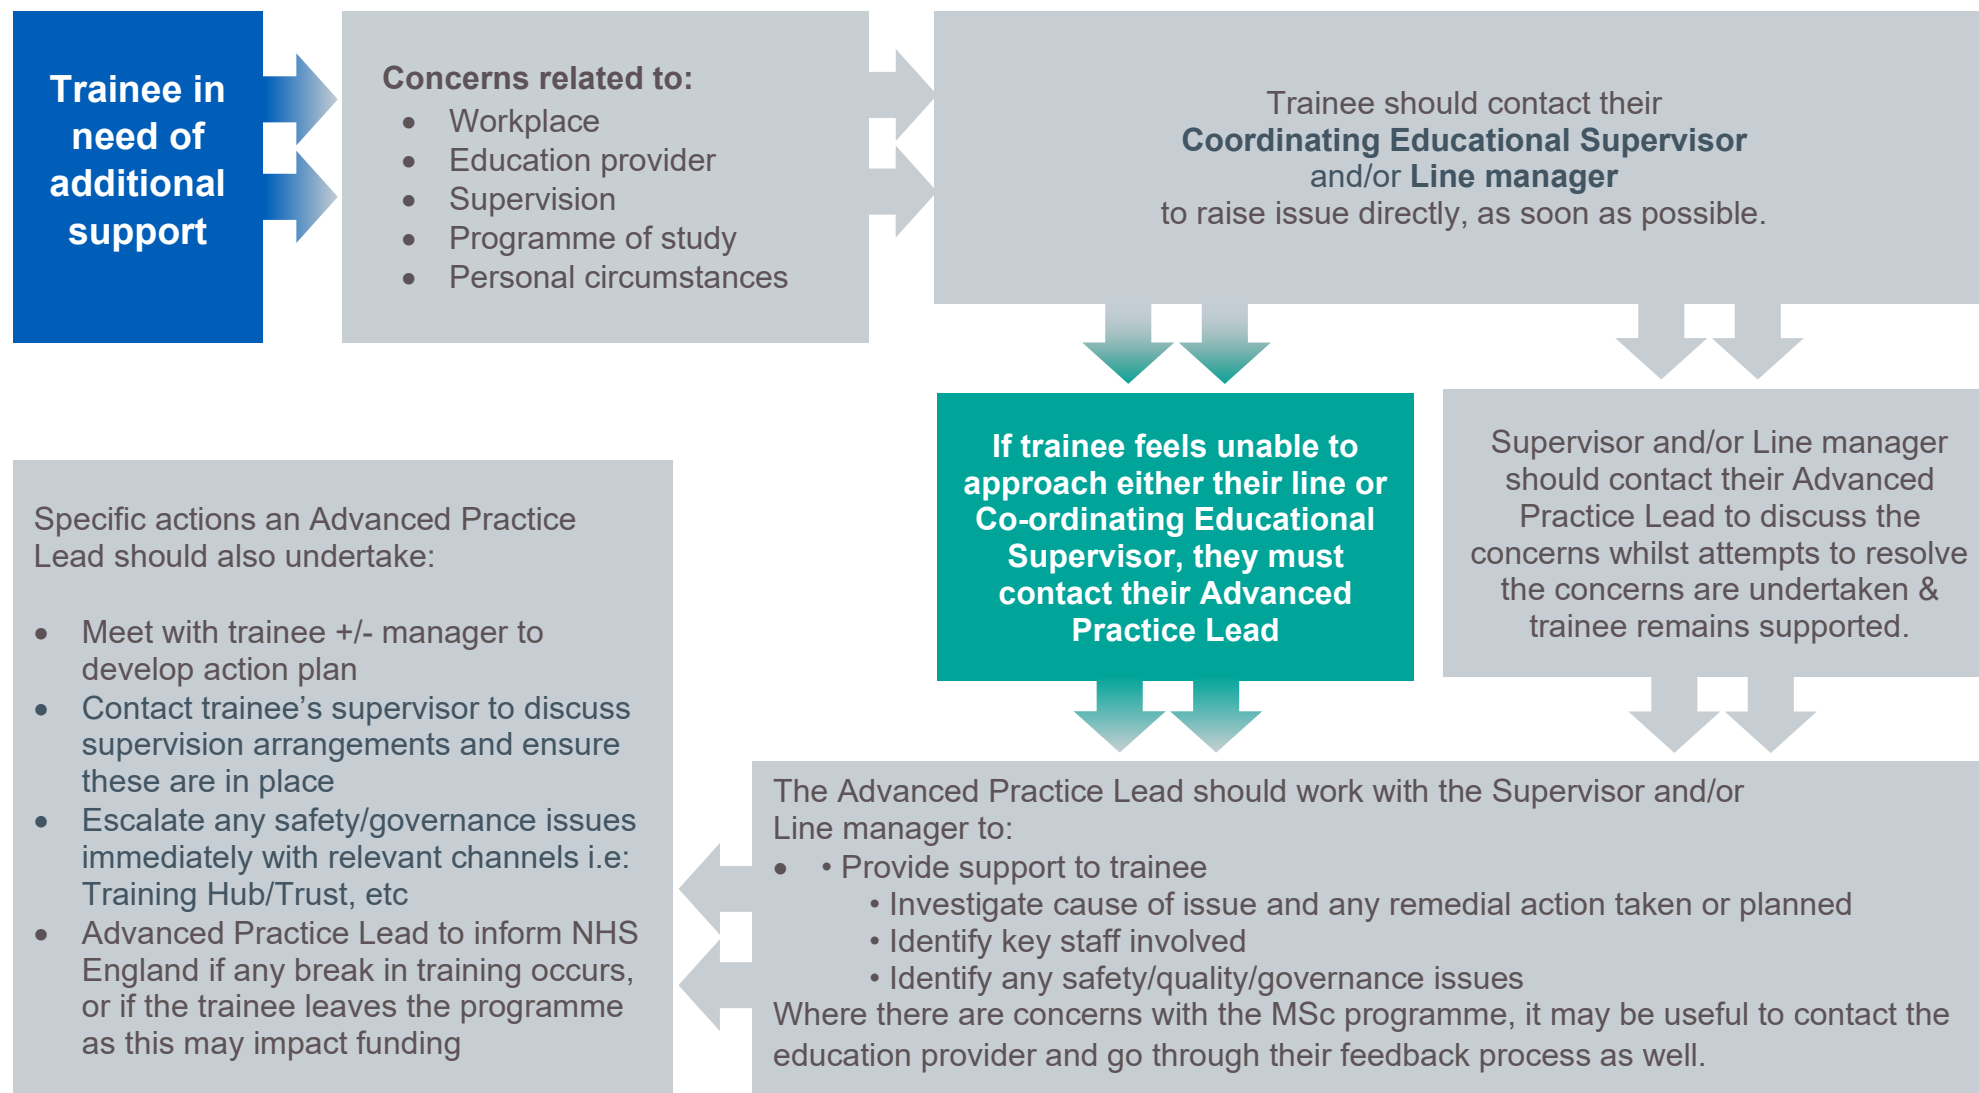 Trainee in
need of
additional
support
Concerns related to:
• Workplace
• Education provider
• Supervision
• Programme of study
• Personal circumstances
Trainee should contact their
Coordinating Educational Supervisor
and/or Line manager
to raise issue directly, as soon as possible.
If trainee feels unable to
approach either their line or
Co-ordinating Educational
Supervisor, they must
contact their Advanced
Practice Lead
Supervisor and/or Line manager
should contact their Advanced
Practice Lead to discuss the
concerns whilst attempts to resolve
the concerns are undertaken &
trainee remains supported.
The Advanced Practice Lead should work with the Supervisor and/or
Line manager to:
• • Provide support to trainee
• Investigate cause of issue and any remedial action taken or planned
• Identify key staff involved
• Identify any safety/quality/governance issues
Where there are concerns with the MSc programme, it may be useful to contact the
education provider and go through their feedback process as well.
Specific actions an Advanced Practice
Lead should also undertake:
• Meet with trainee +/- manager to
develop action plan
• Contact trainee’s supervisor to discuss
supervision arrangements and ensure
these are in place
• Escalate any safety/governance issues
immediately with relevant channels i.e:
Training Hub/Trust, etc
• Advanced Practice Lead to inform NHS
England if any break in training occurs,
or if the trainee leaves the programme
as this may impact funding